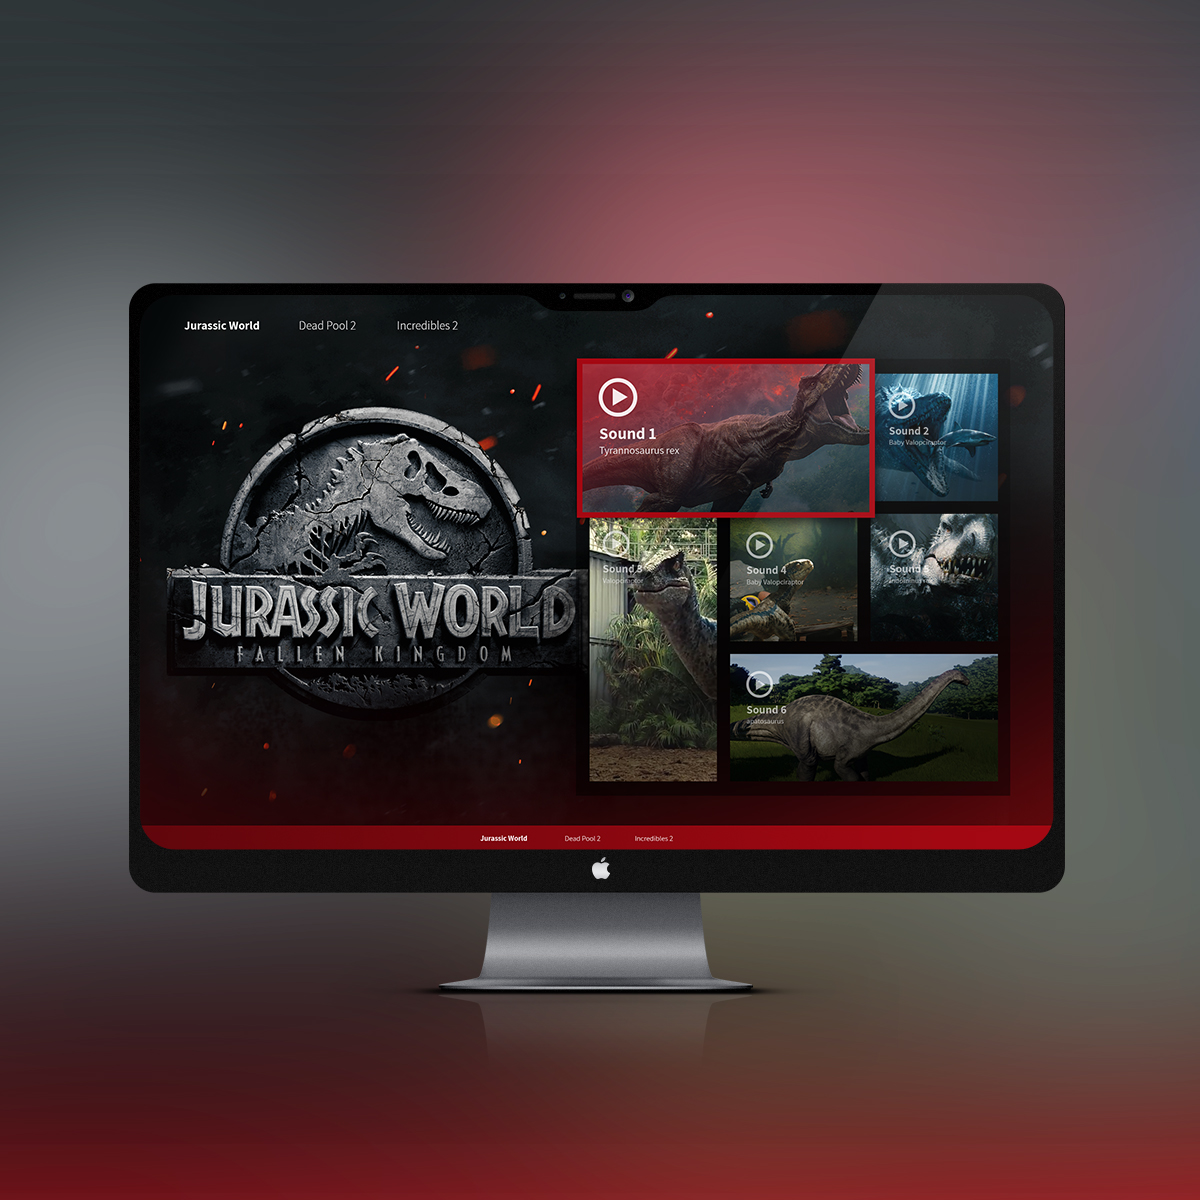 Jurassic World
Dead Pool 2
Incredibles 2
JURASSIC WORLD
FALLEN KINGDOM
Sound 1
Tyrannosaurus rex
Sound 2
Baby Valopciraptor
Sound 3
Valopciraptor
Sound 4
Baby Valopciraptor
Sound 5
Indominus rex
Sound 6
apatosaurus
Jurassic World
Dead Pool 2
Incredibles 2